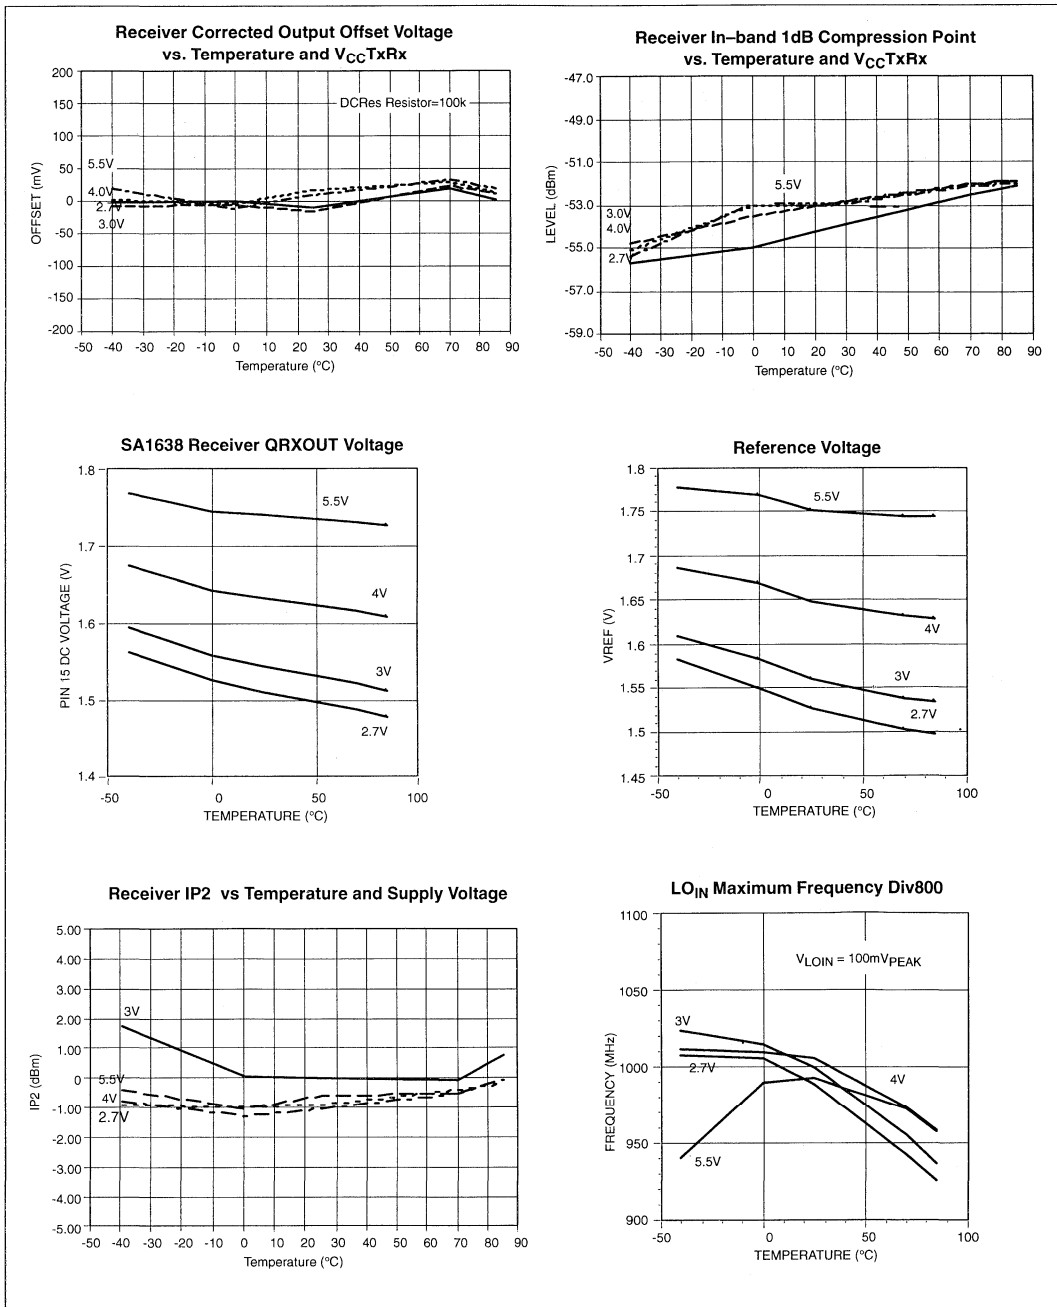 Receiver Corrected Output Offset Voltage
vs. Temperature and VCCTxRx
200
150
100
50
0
-50
-100
-150
-200
OFFSET (mV)
DCRes Resistor=100k
5.5V
4.0V
2.7V
3.0V
-50 -40 -30 -20 -10 0 10 20 30 40 50 60 70 80 90
Temperature (°C)
Receiver In–band 1dB Compression Point
vs. Temperature and VCCTxRx
-47.0
-49.0
-51.0
-53.0
-55.0
-57.0
-59.0
LEVEL (dBm)
5.5V
3.0V
4.0V
2.7V
-50 -40 -30 -20 -10 0 10 20 30 40 50 60 70 80 90
Temperature (°C)
SA1638 Receiver QRXOUT Voltage
1.8
1.7
1.6
1.5
1.4
PIN 15 DC VOLTAGE (V)
5.5V
4V
3V
2.7V
-50 0 50 100
TEMPERATURE (°C)
Reference Voltage
1.8
1.75
1.7
1.65
1.6
1.55
1.5
1.45
VREF (V)
5.5V
4V
3V
2.7V
-50 0 50 100
TEMPERATURE (°C)
Receiver IP2 vs Temperature and Supply Voltage
5.00
4.00
3.00
2.00
1.00
0
-1.00
-2.00
-3.00
-4.00
-5.00
IP2 (dBm)
3V
5.5V
4V
2.7V
-50 -40 -30 -20 -10 0 10 20 30 40 50 60 70 80 90
Temperature (°C)
LOIN Maximum Frequency Div800
1100
1050
1000
950
900
FREQUENCY (MHz)
VLOIN = 100mVPEAK
3V
2.7V
4V
5.5V
-50 0 50 100
TEMPERATURE (°C)